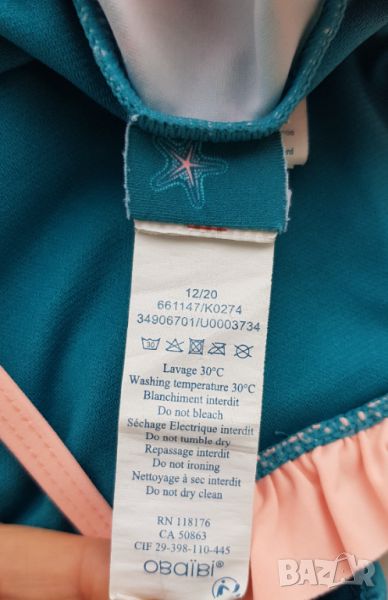 12/20
661147/K0274
34906701/U0003734
30
Lavage 30°C
Washing temperature 30°C
Blanchiment interdit
Do not bleach
Séchage Electrique interdit
Do not tumble dry
Repassage interdit
Do not ironing
Nettoyage à sec interdit
Do not dry clean
RN 118176
CA 50863
CIF 29-398-110-445
OBaïBi®
BAZAR